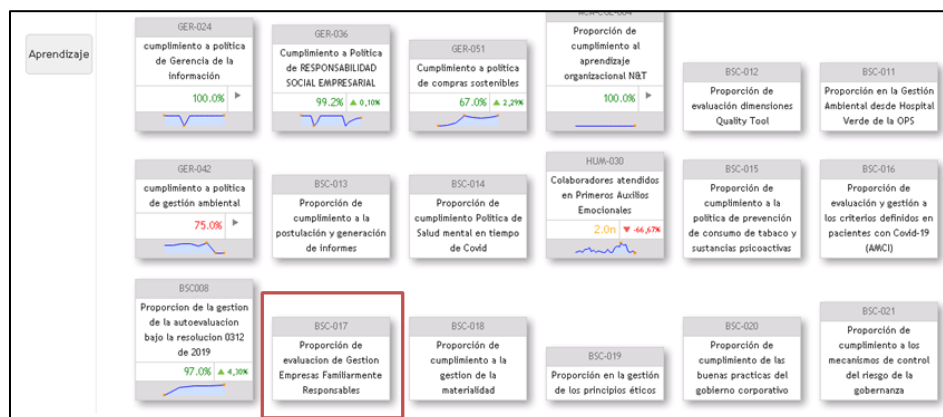 Aprendizaje
GER-024
cumplimiento a política
de Gerencia de la
información
100.0%
GER-036
Cumplimiento a Política
de RESPONSABILIDAD
SOCIAL EMPRESARIAL
99.2% ▲ 0,10%
GER-051
Cumplimiento a política
de compras sostenibles
67.0% ▲ 2,29%
Proporción de
cumplimiento al
aprendizaje
organizacional N&T
100.0%
BSC-012
Proporción de
evaluación dimensiones
Quality Tool
BSC-011
Proporción en la Gestión
Ambiental desde Hospital
Verde de la OPS
GER-042
cumplimiento a política
de gestión ambiental
75.0%
BSC-013
Proporción de
cumplimiento a la
postulación y generación
de informes
BSC-014
Proporción de
cumplimiento Política de
Salud mental en tiempo
de Covid
HUM-030
Colaboradores atendidos
en Primeros Auxilios
Emocionales
2.0n ▼ -66,67%
BSC-015
Proporción de
cumplimiento a la
política de prevención
de consumo de tabaco y
sustancias psicoactivas
BSC-016
Proporción de
evaluación y gestión a
los criterios definidos en
pacientes con Covid-19
(AMCI)
BSC008
Proporcion de la gestion
de la autoevaluacion
bajo la resolucion 0312
de 2019
97.0% ▲ 4,30%
BSC-017
Proporción de
evaluacion de Gestion
Empresas Familiarmente
Responsables
BSC-018
Proporción de
cumplimiento a la
gestion de la
materialidad
BSC-019
Proporción en la gestión
de los principios éticos
BSC-020
Proporción de
cumplimiento de las
buenas practicas del
gobierno corporativo
BSC-021
Proporción de
cumplimiento a los
mecanismos de control
del riesgo de la
gobernanza